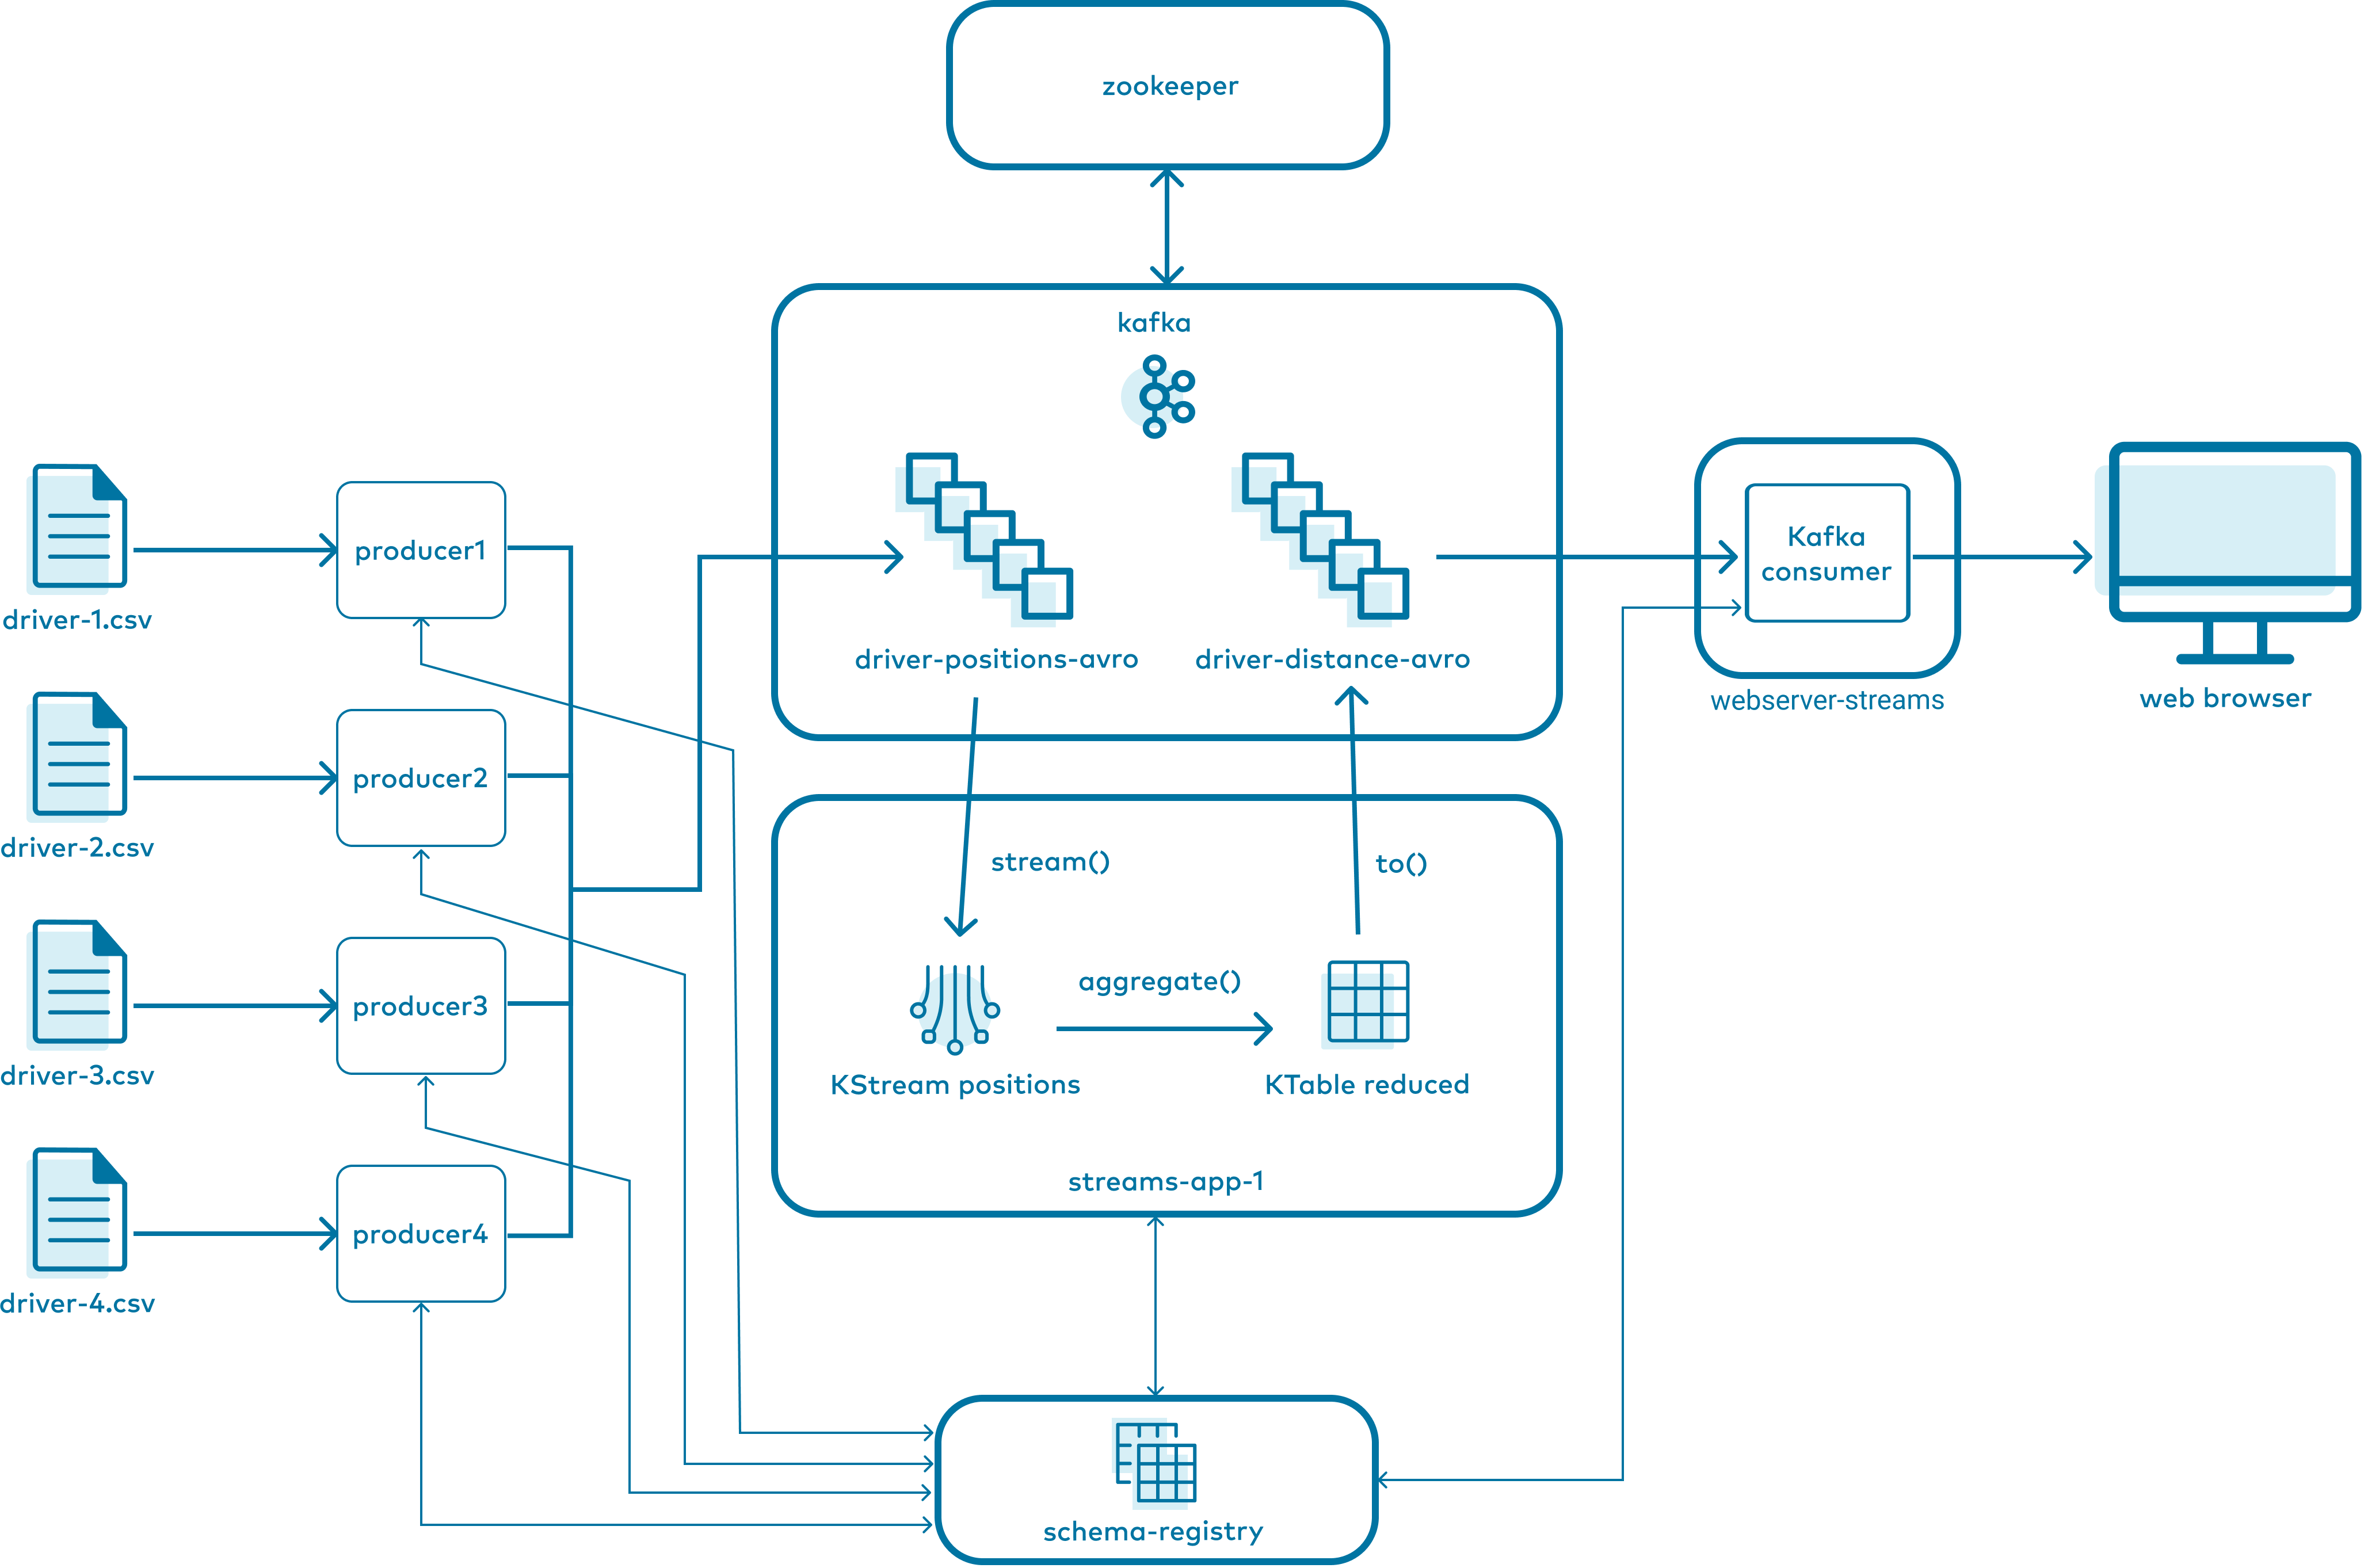 zookeeper
kafka
driver-1.csv
producer1
driver-positions-avro
driver-distance-avro
Kafka
consumer
webserver-streams
web browser
driver-2.csv
producer2
stream()
to()
driver-3.csv
producer3
aggregate()
KStream positions
KTable reduced
streams-app-1
driver-4.csv
producer4
schema-registry